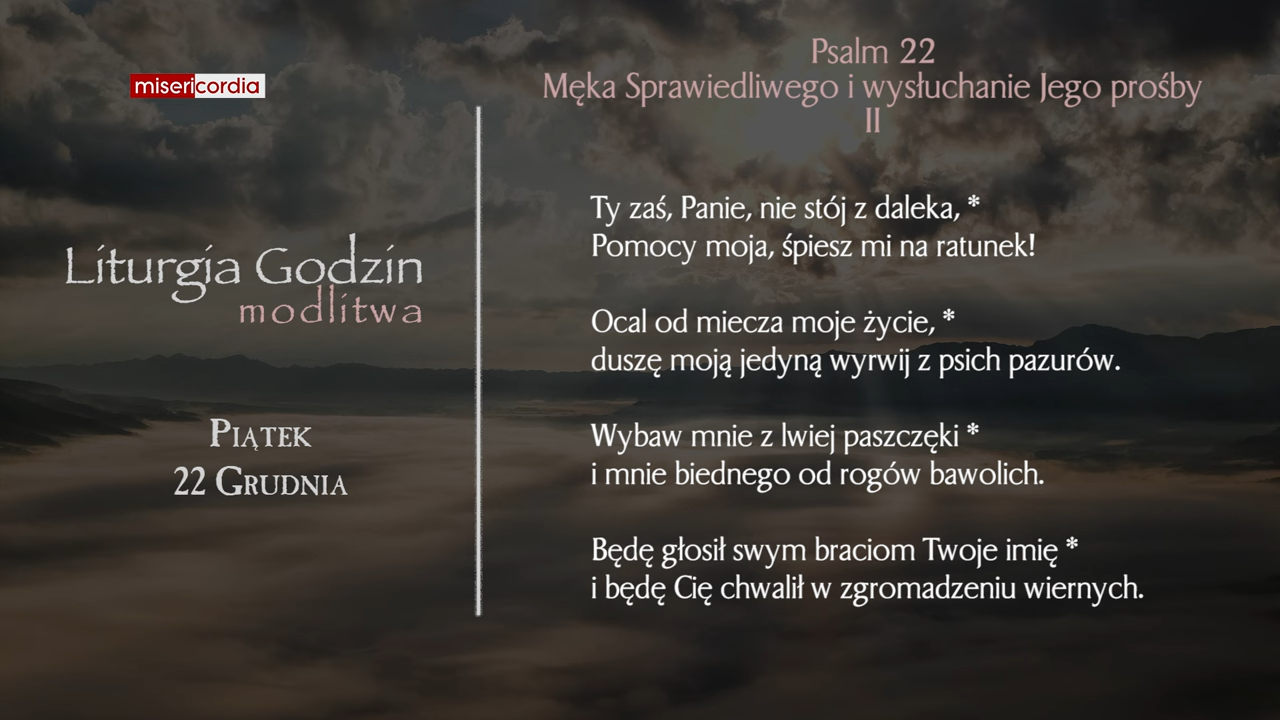 misericordia
Liturgia Godzin
modlitwa
Piątek
22 Grudnia
Psalm 22
Męka Sprawiedliwego i wysłuchanie Jego prośby
II
Ty zaś, Panie, nie stój z daleka, *
Pomocy moja, śpiesz mi na ratunek!
Ocal od miecza moje życie, *
duszę moją jedyną wyrwij z psich pazurów.
Wybaw mnie z lwiej paszczęki *
i mnie biednego od rogów bawolich.
Będę głosił swym braciom Twoje imię *
i będę Cię chwalił w zgromadzeniu wiernych.